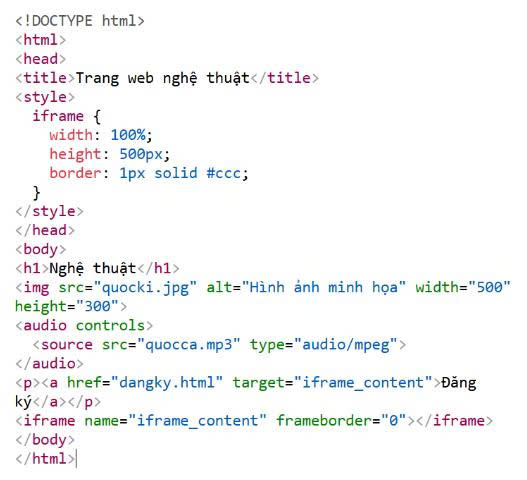 <!DOCTYPE html>
<html>
<head>
<title>Trang web nghệ thuật</title>
<style>
  iframe {
    width: 100%;
    height: 500px;
    border: 1px solid #ccc;
  }
</style>
</head>
<body>
<h1>Nghệ thuật</h1>
<img src="quocki.jpg" alt="Hình ảnh minh họa" width="500"
height="300">
<audio controls>
  <source src="quocca.mp3" type="audio/mpeg">
</audio>
<p><a href="dangky.html" target="iframe_content">Đăng
ký</a></p>
<iframe name="iframe_content" frameborder="0"></iframe>
</body>
</html>